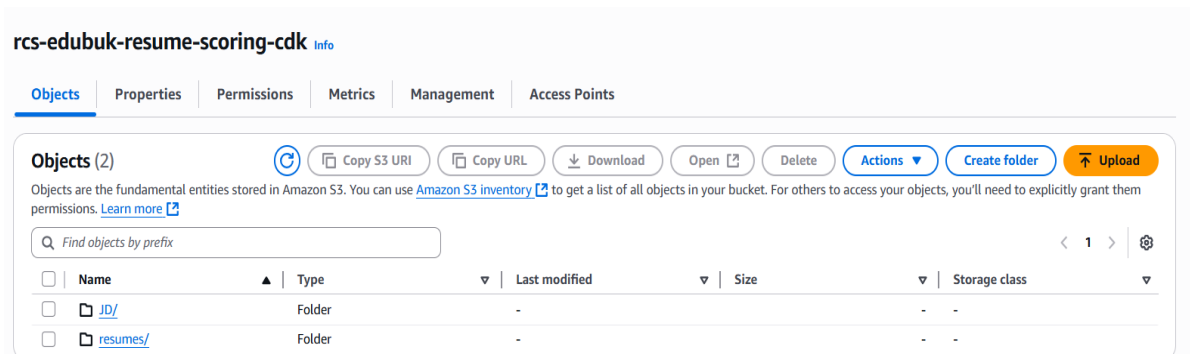 rcs-edubuk-resume-scoring-cdk Info
Objects Properties Permissions Metrics Management Access Points
Objects (2) Copy S3 URI Copy URL Download Open Delete Actions Create folder Upload
Objects are the fundamental entities stored in Amazon S3. You can use Amazon S3 inventory to get a list of all objects in your bucket. For others to access your objects, you'll need to explicitly grant them
permissions. Learn more
Find objects by prefix 1
Name Type Last modified Size Storage class
JD/ Folder - - -
resumes/ Folder - - -